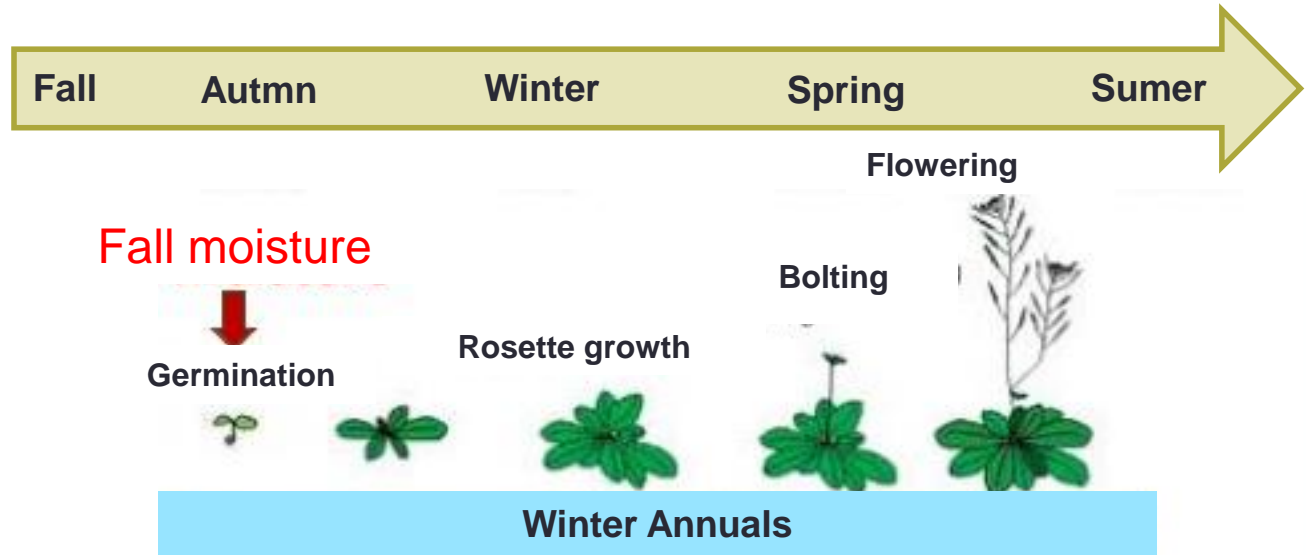 Fall Autmn Winter Spring Sumer
Flowering
Fall moisture
Bolting
Rosette growth
Germination
Winter Annuals